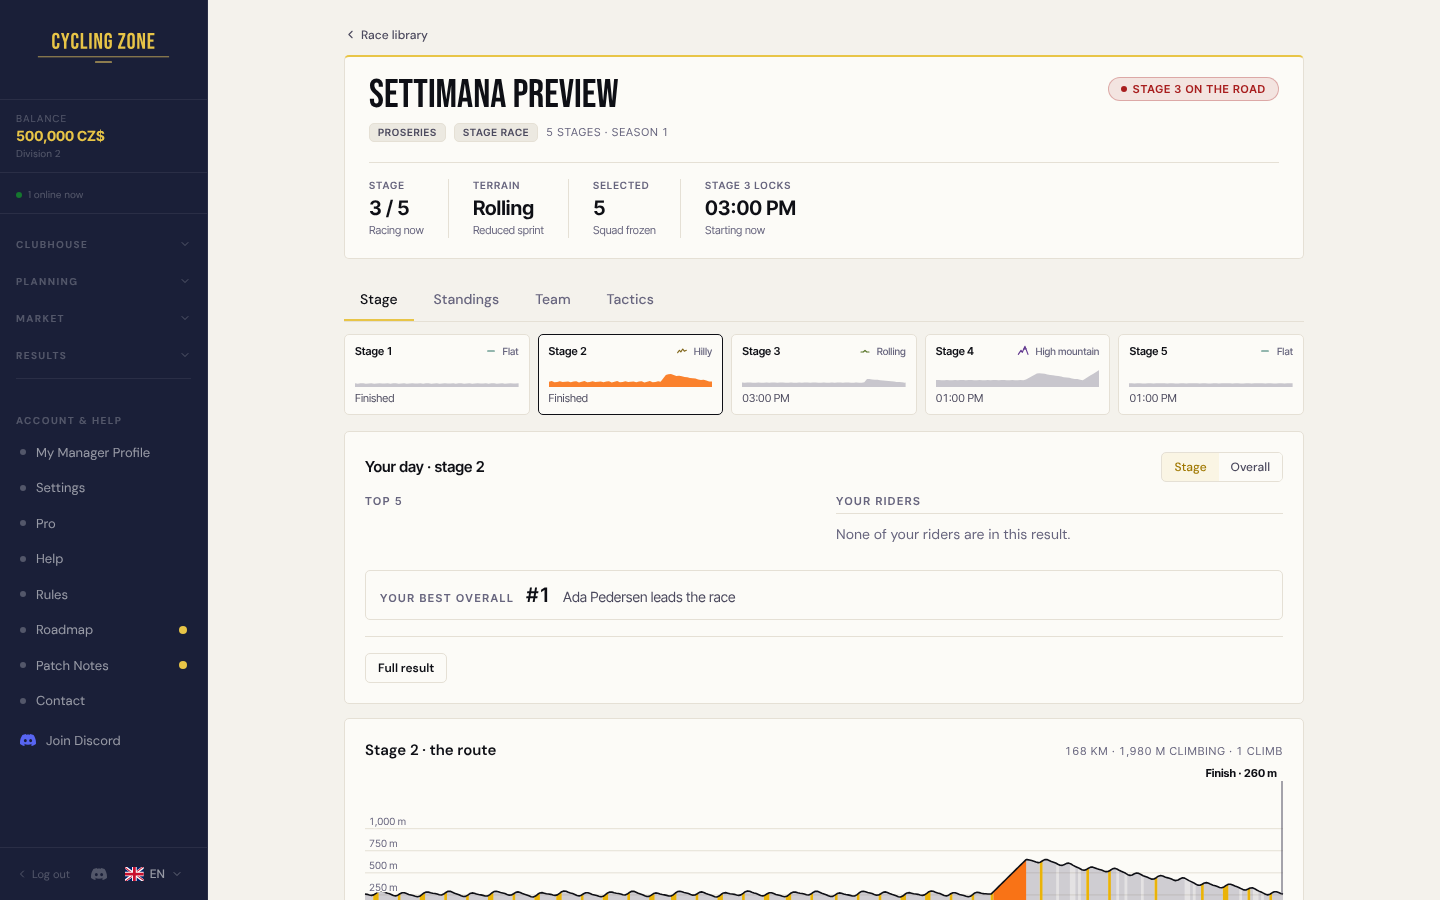 CYCLING ZONE
BALANCE
500,000 CZ$
Division 2
1 online now
CLUBHOUSE
PLANNING
MARKET
RESULTS
ACCOUNT & HELP
My Manager Profile
Settings
Pro
Help
Rules
Roadmap
Patch Notes
Contact
Join Discord
Log out
EN
Race library
SETTIMANA PREVIEW
STAGE 3 ON THE ROAD
PROSERIES STAGE RACE 5 STAGES · SEASON 1
STAGE
3 / 5
Racing now
TERRAIN
Rolling
Reduced sprint
SELECTED
5
Squad frozen
STAGE 3 LOCKS
03:00 PM
Starting now
Stage Standings Team Tactics
Stage 1 Flat
Finished
Stage 2 Hilly
Finished
Stage 3 Rolling
03:00 PM
Stage 4 High mountain
01:00 PM
Stage 5 Flat
01:00 PM
Your day · stage 2
Stage Overall
TOP 5
YOUR RIDERS
None of your riders are in this result.
YOUR BEST OVERALL #1 Ada Pedersen leads the race
Full result
Stage 2 · the route
168 KM · 1,980 M CLIMBING · 1 CLIMB
Finish · 260 m
1,000 m
750 m
500 m
250 m